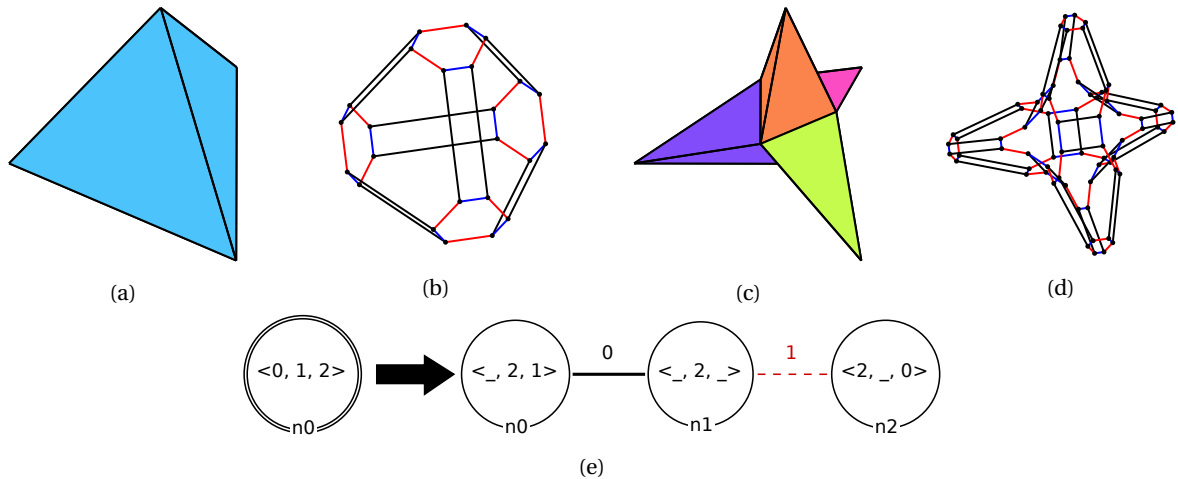 (a)
(b)
(c)
(d)
<0, 1, 2>
n0
<_, 2, 1>
n0
0
<_, 2, _>
n1
1
<2, _, 0>
n2
(e)